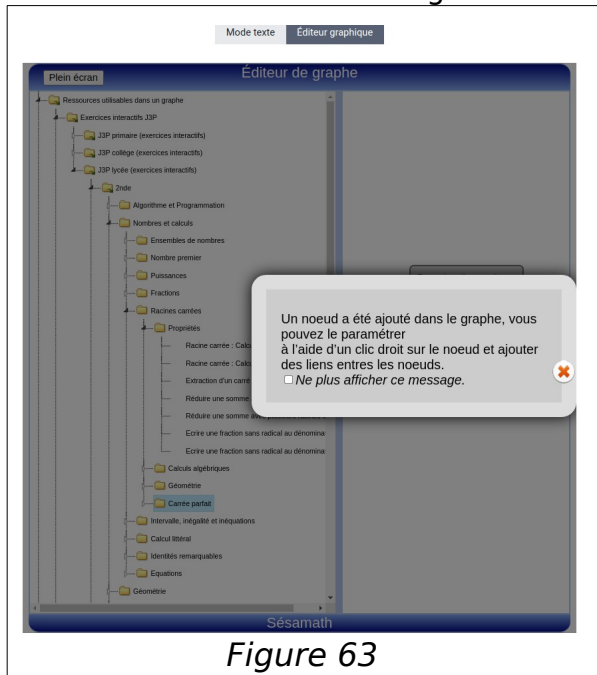 Mode texte Éditeur graphique
Plein écran
Éditeur de graphe
Ressources utilisables dans un graphe
Exercices interactifs J3P
J3P primaire (exercices interactifs)
J3P collège (exercices interactifs)
J3P lycée (exercices interactifs)
2nde
Algorithme et Programmation
Nombres et calculs
Ensembles de nombres
Nombre premier
Puissances
Fractions
Racines carrées
Propriétés
Racine carrée :
Racine carrée :
Extraction d'un carré
Réduire une somme
Réduire une somme
Ecrire une fraction sans radical au
Ecrire une fraction sans radical au
Calculs algébriques
Géométrie
Carrée parfait
Intervalle, inégalité et inéquations
Calcul littéral
Identités remarquables
Equations
Géométrie
Un noeud a été ajouté dans le graphe, vous
pouvez le paramétrer
à l'aide d'un clic droit sur le noeud et ajouter
des liens entres les noeuds.
Ne plus afficher ce message.
Sésamath
Figure 63